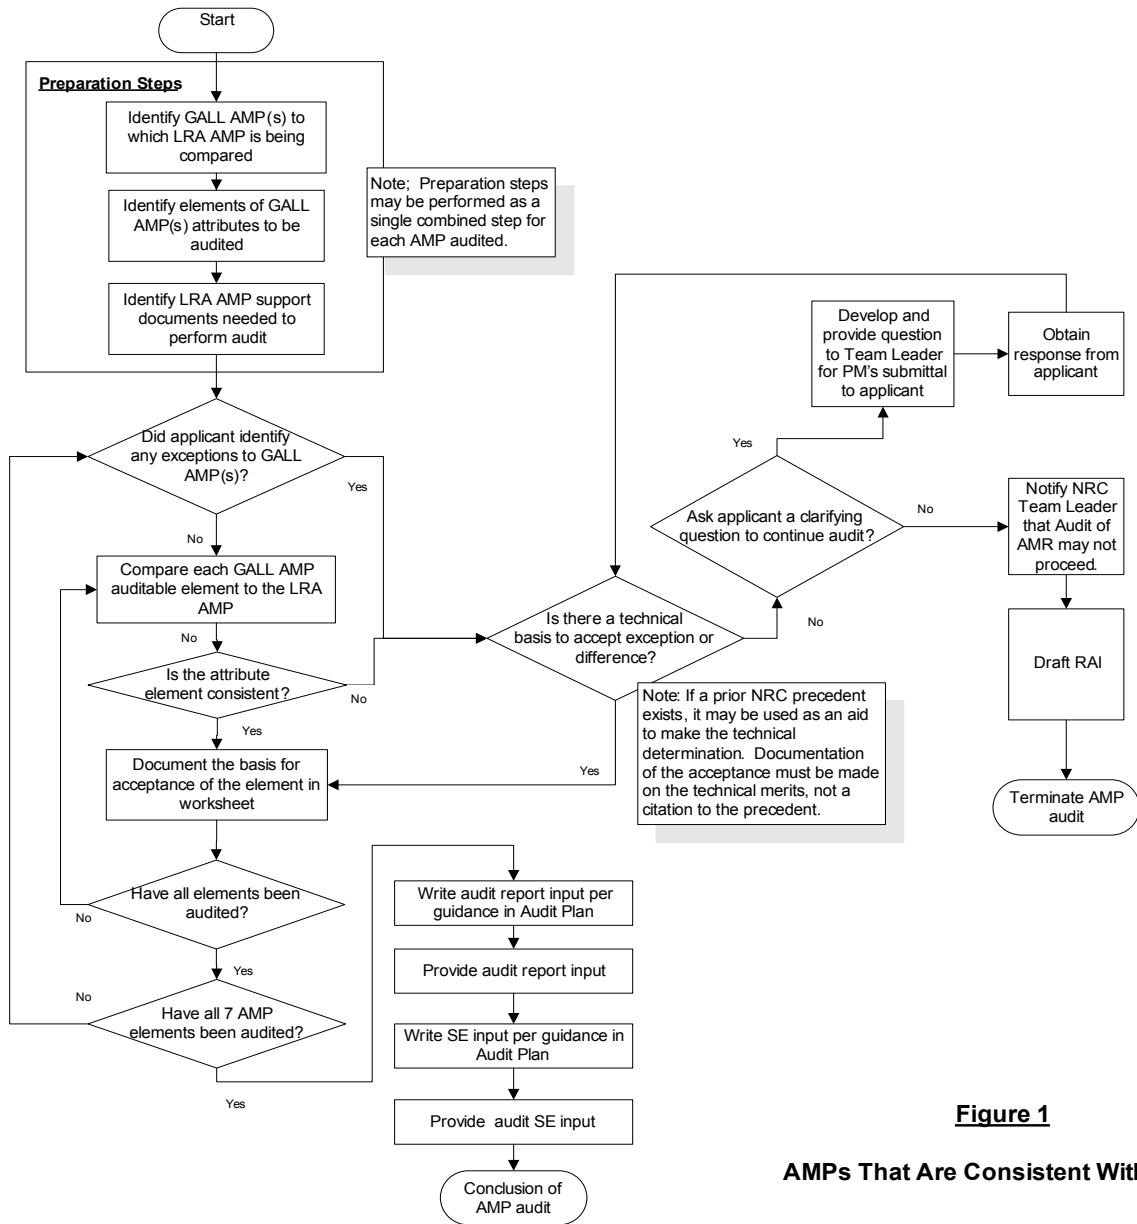 Start
Preparation Steps
Identify GALL AMP(s) to
which LRA AMP is being
compared
Identify elements of GALL
AMP(s) attributes to be
audited
Identify LRA AMP support
documents needed to
perform audit
Note; Preparation steps
may be performed as a
single combined step for
each AMP audited.
Did applicant identify
any exceptions to GALL
AMP(s)?
Yes
No
Compare each GALL AMP
auditable element to the LRA
AMP
No
Is the attribute
element consistent?
No
Yes
Document the basis for
acceptance of the element in
worksheet
Have all elements been
audited?
No
Yes
No
Have all 7 AMP
elements been audited?
Yes
Develop and
provide question
to Team Leader
for PM's submittal
to applicant
Obtain
response from
applicant
Yes
Ask applicant a clarifying
question to continue audit?
No
Notify NRC
Team Leader
that Audit of
AMR may not
proceed.
Is there a technical
basis to accept exception or
difference?
No
Yes
Draft RAI
Note: If a prior NRC precedent
exists, it may be used as an aid
to make the technical
determination. Documentation
of the acceptance must be made
on the technical merits, not a
citation to the precedent.
Terminate AMP
audit
Write audit report input per
guidance in Audit Plan
Provide audit report input
Write SE input per guidance in
Audit Plan
Provide audit SE input
Conclusion of
AMP audit
Figure 1
AMPs That Are Consistent With